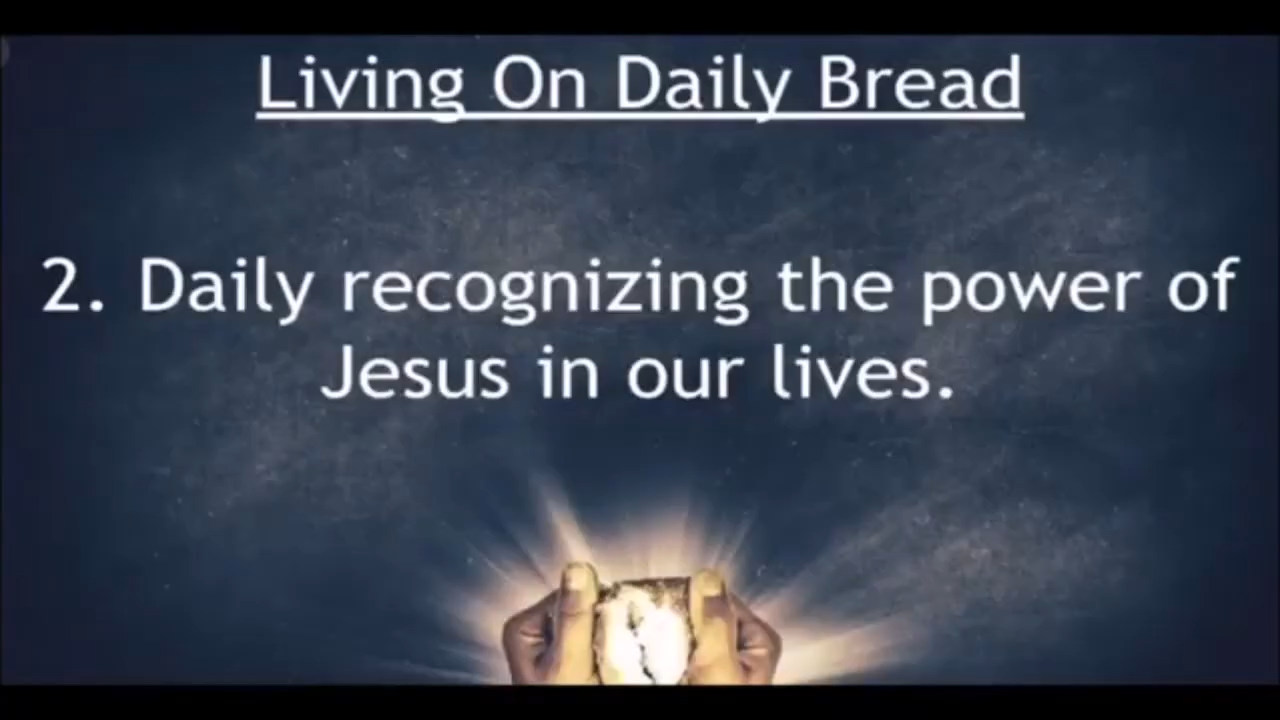 Living On Daily Bread
2. Daily recognizing the power of
Jesus in our lives.